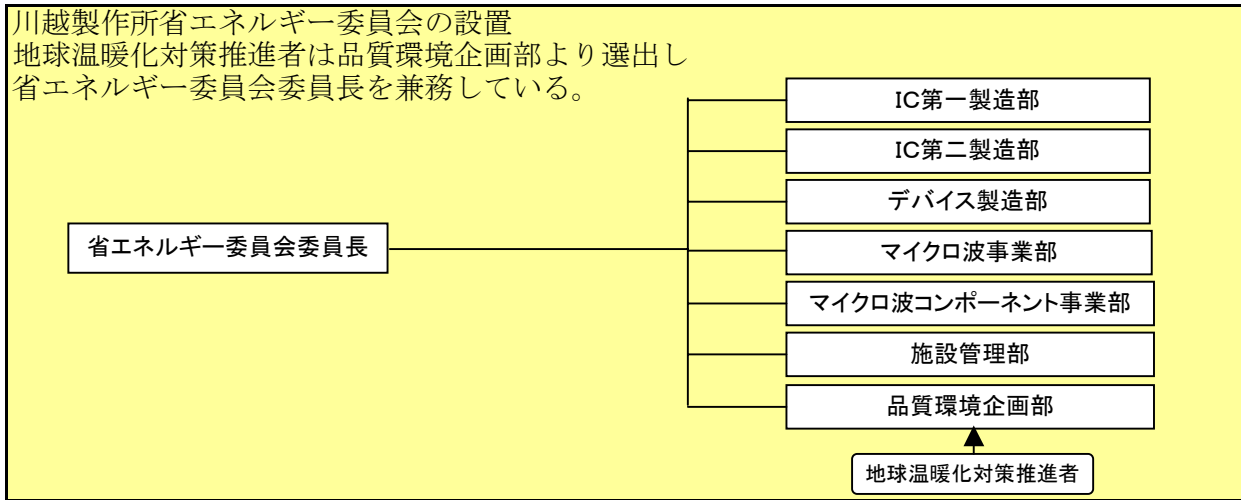 川越製作所省エネルギー委員会の設置
地球温暖化対策推進者は品質環境企画部より選出し
省エネルギー委員会委員長を兼務している。
IC第一製造部
IC第二製造部
デバイス製造部
省エネルギー委員会委員長
マイクロ波事業部
マイクロ波コンポーネント事業部
施設管理部
品質環境企画部
地球温暖化対策推進者